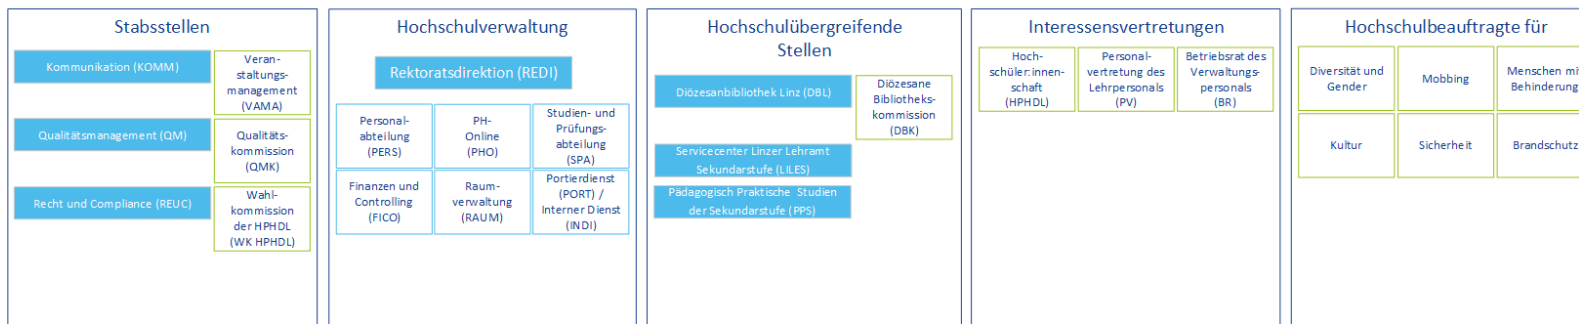 Stabsstellen
Kommunikation (KOMM)
Veran-
staltungs-
management
(VAMA)
Qualitätsmanagement (QM)
Qualitäts-
kommission
(QMK)
Recht und Compliance (REUC)
Wahl-
kommission
der HPHDL
(WK HPHDL)
Hochschulverwaltung
Rektoratsdirektion (REDI)
Personal-
abteilung
(PERS)
PH-
Online
(PHO)
Studien- und
Prüfungs-
abteilung
(SPA)
Finanzen und
Controlling
(FICO)
Raum-
verwaltung
(RAUM)
Portierdienst
(PORT) /
Interner Dienst
(INDI)
Hochschulübergreifende
Stellen
Diözesanbibliothek Linz (DBL)
Diözesane
Bibliotheks-
kommission
(DBK)
Servicecenter Linzer Lehramt
Sekundarstufe (LILES)
Pädagogisch Praktische Studien
der Sekundarstufe (PPS)
Interessensvertretungen
Hoch-
schüler:innen-
schaft
(HPHDL)
Personal-
vertretung des
Lehrpersonals
(PV)
Betriebsrat des
Verwaltungs-
personals
(BR)
Hochschulbeauftragte für
Diversität und
Gender
Mobbing
Menschen mit
Behinderung
Kultur
Sicherheit
Brandschutz